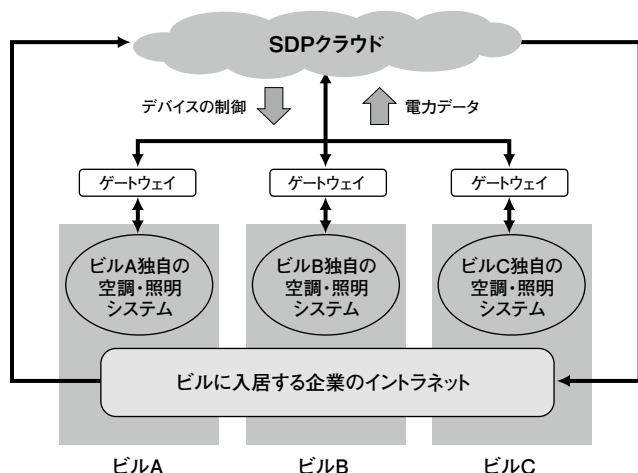 SDPクラウド
デバイスの制御
電力データ
ゲートウェイ
ゲートウェイ
ゲートウェイ
ビルA独自の
空調・照明
システム
ビルB独自の
空調・照明
システム
ビルC独自の
空調・照明
システム
ビルに入居する企業のイントラネット
ビルA
ビルB
ビルC